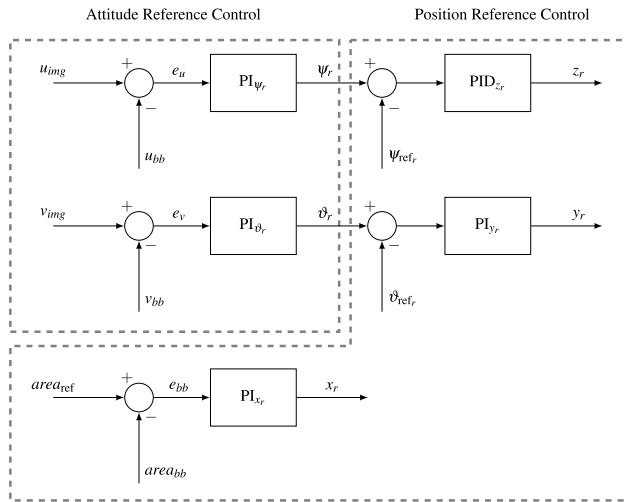 Attitude Reference Control
Position Reference Control
u_img + e_u PI_ψr ψ_r + PID_zr z_r
− −
u_bb ψ_ref_r
v_img + e_v PI_ϑr ϑ_r + PI_yr y_r
− −
v_bb ϑ_ref_r
area_ref + e_bb PI_xr x_r
−
area_bb